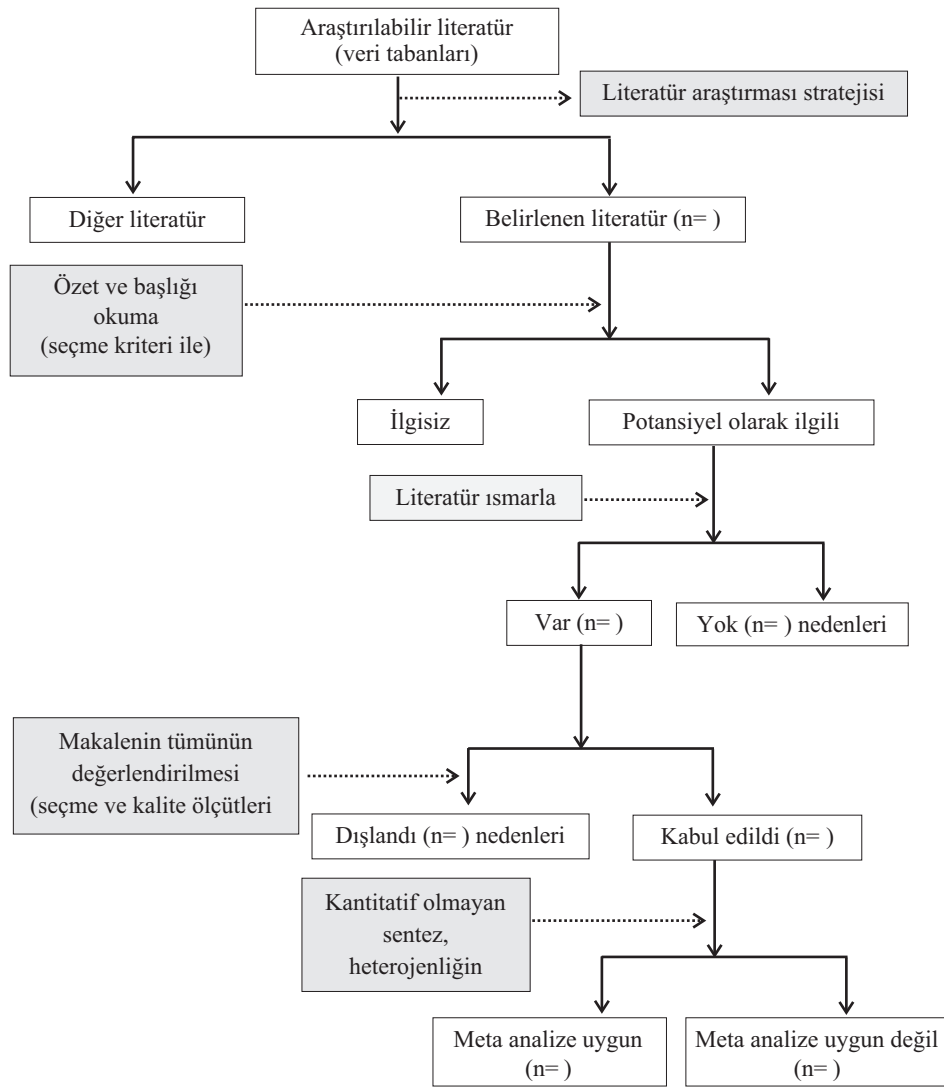 Araştırılabilir literatür
(veri tabanları)
Literatür araştırması stratejisi
Diğer literatür
Belirlenen literatür (n= )
Özet ve başlığı
okuma
(seçme kriteri ile)
İlgisiz
Potansiyel olarak ilgili
Literatür ısmarla
Var (n= )
Yok (n= ) nedenleri
Makalenin tümünün
değerlendirilmesi
(seçme ve kalite ölçütleri
Dışlandı (n= ) nedenleri
Kabul edildi (n= )
Kantitatif olmayan
sentez,
heterojenliğin
Meta analize uygun
(n= )
Meta analize uygun değil
(n= )